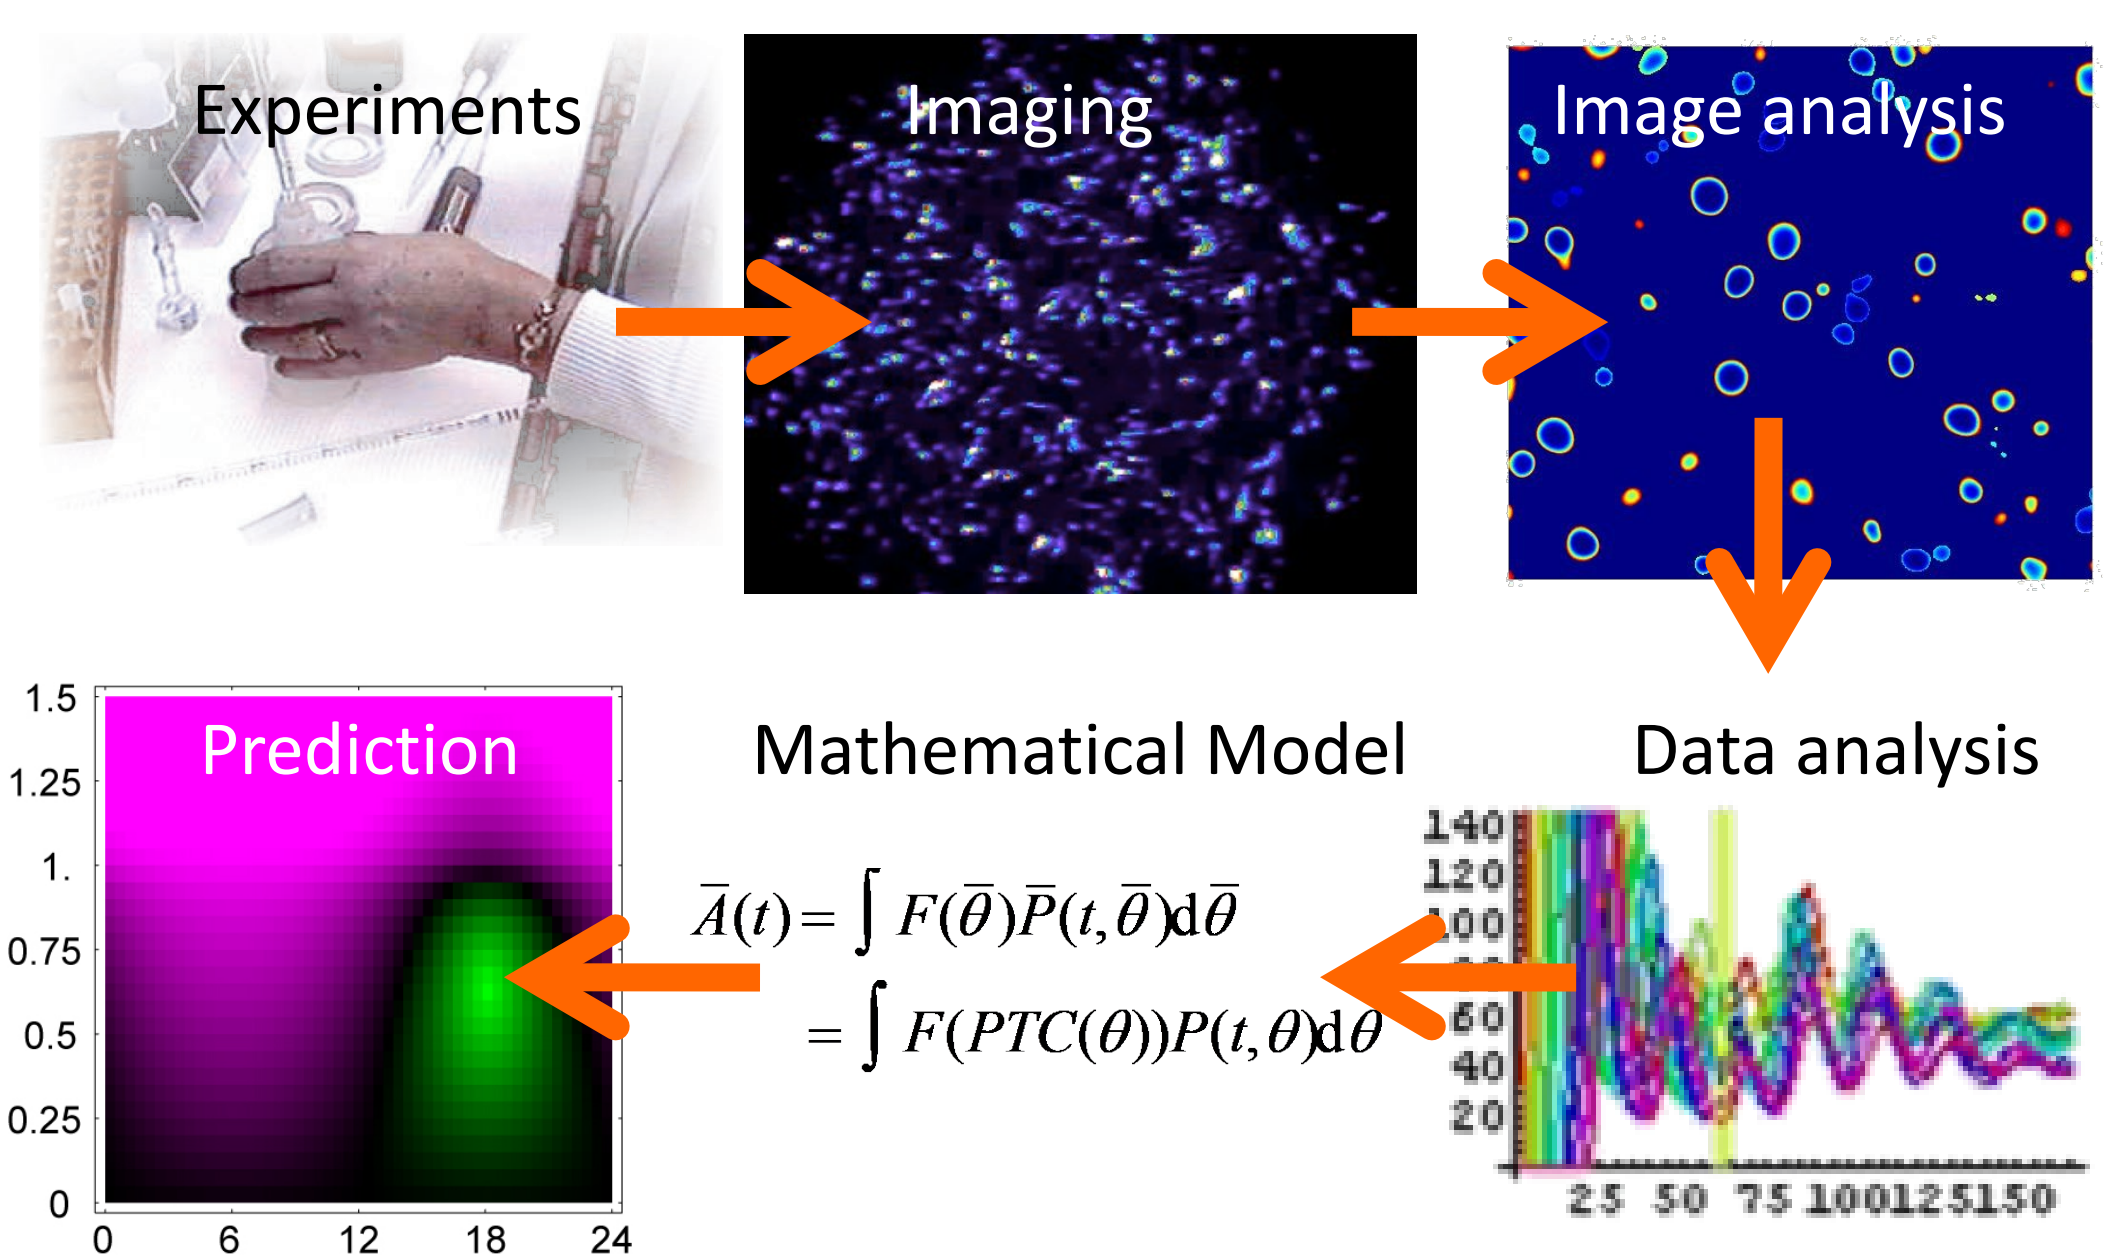 Experiments
Imaging
Image analysis
Prediction
Mathematical Model
Data analysis
1.5
1.25
1.
0.75
0.5
0.25
0
0 6 12 18 24
A̅(t) = ∫ F(θ̅)P̅(t, θ̅)dθ̅
= ∫ F(PTC(θ))P(t, θ)dθ
140
120
100
60
40
20
25 50 75 100 125 150